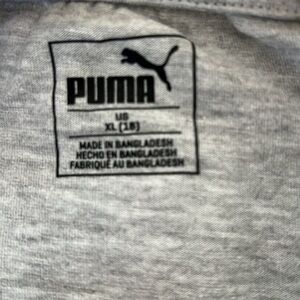 PUMA
US
XL (18)
MADE IN BANGLADESH
HECHO EN BANGLADESH
FABRIQUÉ AU BANGLADESH